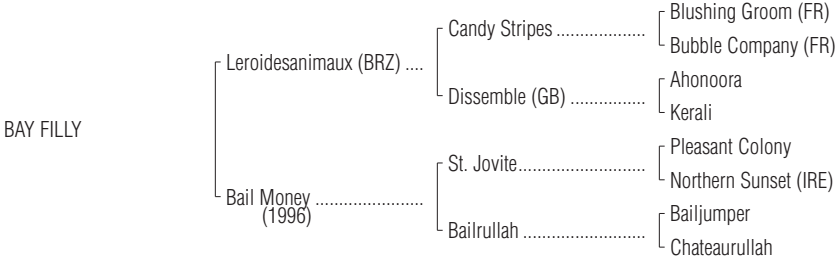 Blushing Groom (FR)
Candy Stripes ...................
Bubble Company (FR)
Leroidesanimaux (BRZ) ....
Ahonoora
Dissemble (GB) ................
Kerali
BAY FILLY
Pleasant Colony
St. Jovite...........................
Northern Sunset (IRE)
Bail Money .......................
(1996)
Bailjumper
Bailrullah ..........................
Chateaurullah